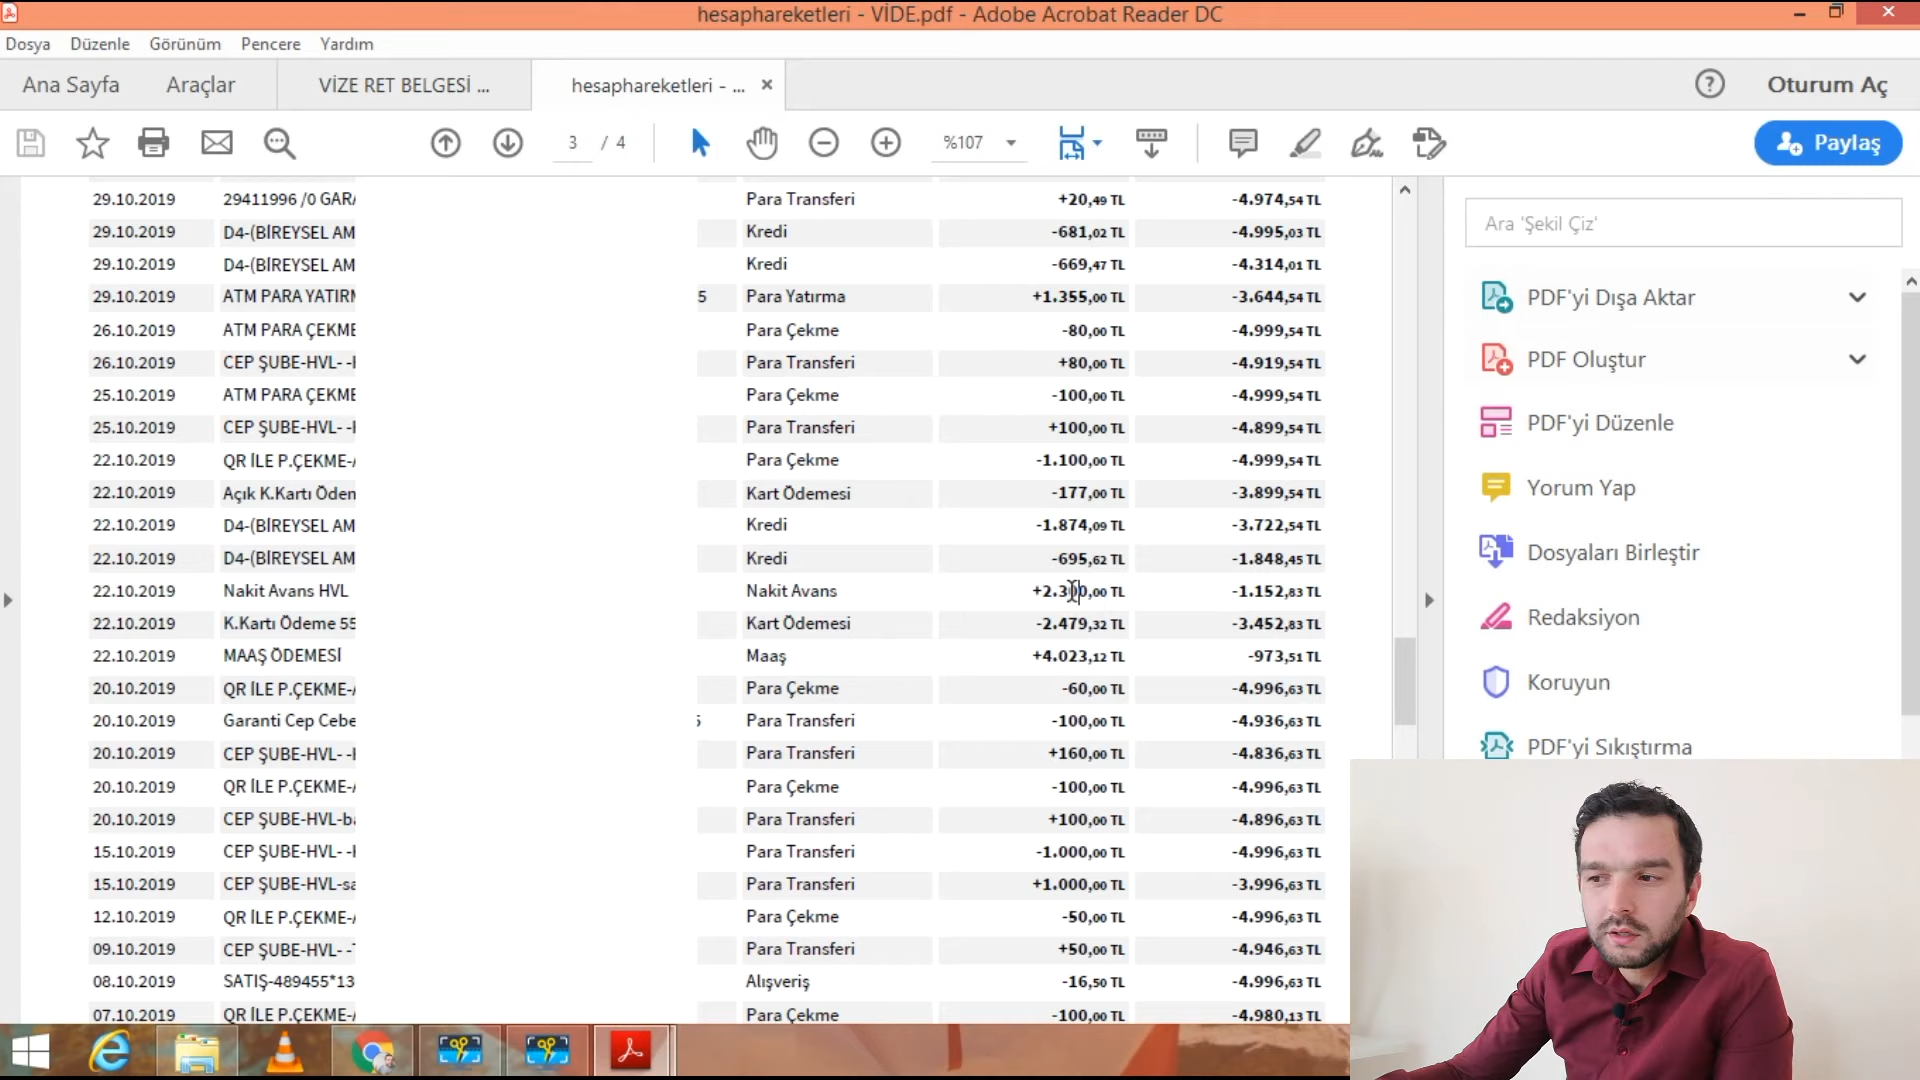 hesaphareketleri - VİDE.pdf - Adobe Acrobat Reader DC
Dosya Düzenle Görünüm Pencere Yardım
Ana Sayfa Araçlar VİZE RET BELGESİ ... hesaphareketleri - ... Oturum Aç
3 / 4 %107 Paylaş
29.10.2019 29411996 /0 GARA Para Transferi +20,49 TL -4.974,54 TL
29.10.2019 D4-(BİREYSEL AM Kredi -681,02 TL -4.995,03 TL
29.10.2019 D4-(BİREYSEL AM Kredi -669,47 TL -4.314,01 TL
29.10.2019 ATM PARA YATIRM 5 Para Yatırma +1.355,00 TL -3.644,54 TL
26.10.2019 ATM PARA ÇEKME Para Çekme -80,00 TL -4.999,54 TL
26.10.2019 CEP ŞUBE-HVL- -H Para Transferi +80,00 TL -4.919,54 TL
25.10.2019 ATM PARA ÇEKME Para Çekme -100,00 TL -4.999,54 TL
25.10.2019 CEP ŞUBE-HVL- -H Para Transferi +100,00 TL -4.899,54 TL
22.10.2019 QR İLE P.ÇEKME-A Para Çekme -1.100,00 TL -4.999,54 TL
22.10.2019 Açık K.Kartı Öden Kart Ödemesi -177,00 TL -3.899,54 TL
22.10.2019 D4-(BİREYSEL AM Kredi -1.874,09 TL -3.722,54 TL
22.10.2019 D4-(BİREYSEL AM Kredi -695,62 TL -1.848,45 TL
22.10.2019 Nakit Avans HVL Nakit Avans +2.300,00 TL -1.152,83 TL
22.10.2019 K.Kartı Ödeme 55 Kart Ödemesi -2.479,32 TL -3.452,83 TL
22.10.2019 MAAŞ ÖDEMESİ Maaş +4.023,12 TL -973,51 TL
20.10.2019 QR İLE P.ÇEKME-A Para Çekme -60,00 TL -4.996,63 TL
20.10.2019 Garanti Cep Cebe Para Transferi -100,00 TL -4.936,63 TL
20.10.2019 CEP ŞUBE-HVL- -H Para Transferi +160,00 TL -4.836,63 TL
20.10.2019 QR İLE P.ÇEKME-A Para Çekme -100,00 TL -4.996,63 TL
20.10.2019 CEP ŞUBE-HVL-ba Para Transferi +100,00 TL -4.896,63 TL
15.10.2019 CEP ŞUBE-HVL- -H Para Transferi -1.000,00 TL -4.996,63 TL
15.10.2019 CEP ŞUBE-HVL-sa Para Transferi +1.000,00 TL -3.996,63 TL
12.10.2019 QR İLE P.ÇEKME-A Para Çekme -50,00 TL -4.996,63 TL
09.10.2019 CEP ŞUBE-HVL- -T Para Transferi +50,00 TL -4.946,63 TL
08.10.2019 SATIŞ-489455*13 Alışveriş -16,50 TL -4.996,63 TL
07.10.2019 QR İLE P.ÇEKME-A Para Çekme -100,00 TL -4.980,13 TL
Ara 'Şekil Çiz'
PDF'yi Dışa Aktar
PDF Oluştur
PDF'yi Düzenle
Yorum Yap
Dosyaları Birleştir
Redaksiyon
Koruyun
PDF'yi Sıkıştırma